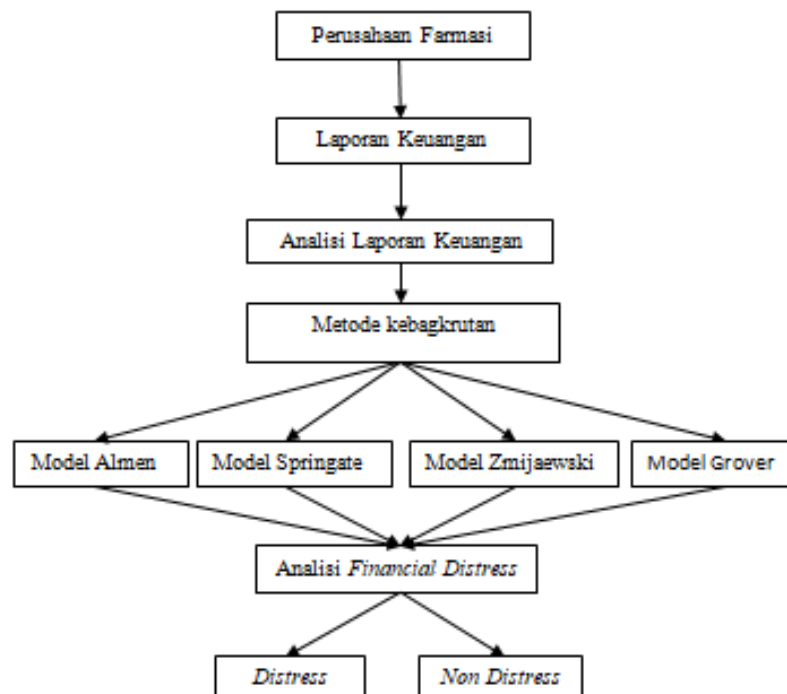 Perusahaan Farmasi
Laporan Keuangan
Analisi Laporan Keuangan
Metode kebagkrutan
Model Almen
Model Springate
Model Zmijaewski
Model Grover
Analisi Financial Distress
Distress
Non Distress